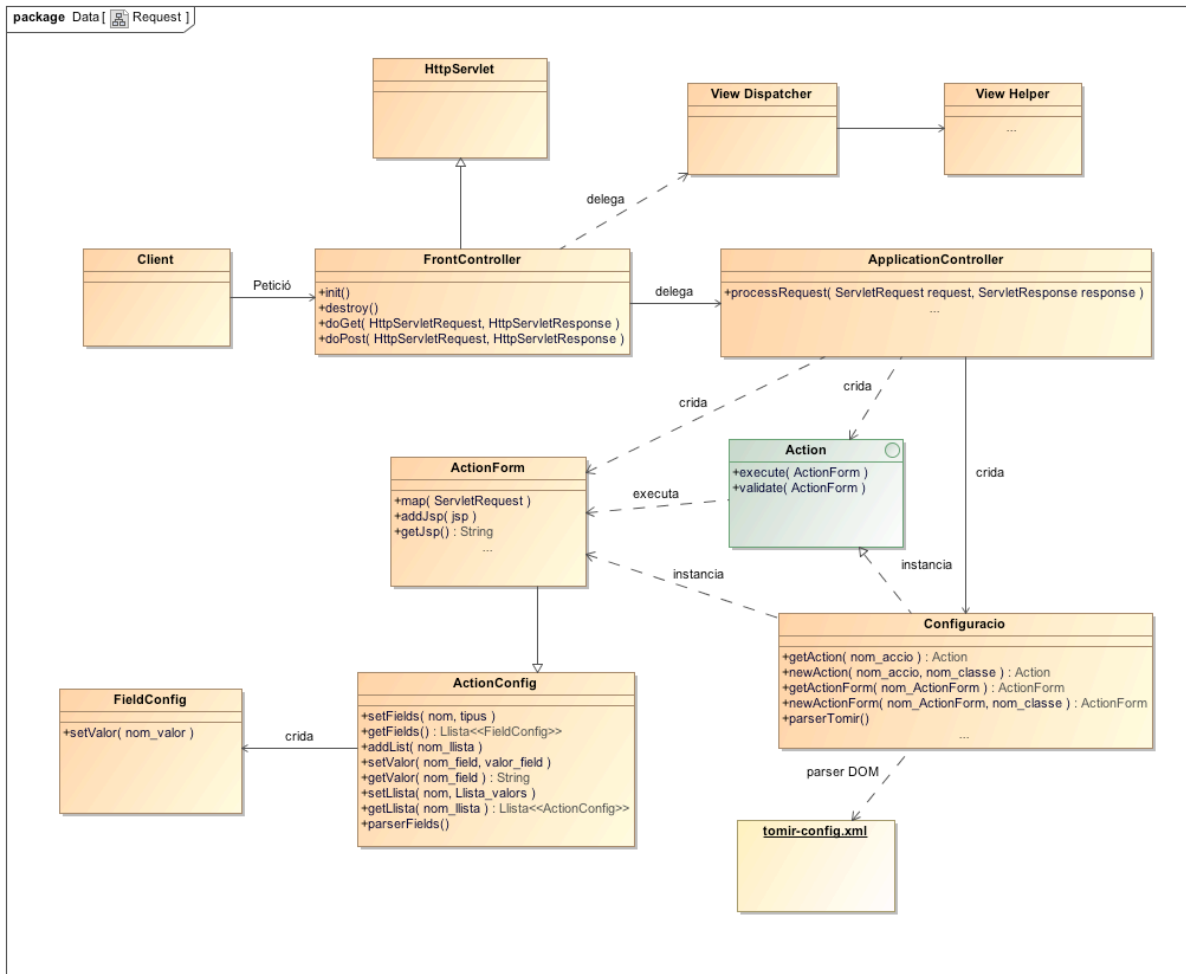 package Data [ Request ]
HttpServlet
View Dispatcher
View Helper
...
delega
Client
Petició
FrontController
+init()
+destroy()
+doGet( HttpServletRequest, HttpServletResponse )
+doPost( HttpServletRequest, HttpServletResponse )
delega
ApplicationController
+processRequest( ServletRequest request, ServletResponse response )
...
crida
crida
crida
ActionForm
+map( ServletRequest )
+addJsp( jsp )
+getJsp() : String
...
executa
Action
+execute( ActionForm )
+validate( ActionForm )
instancia
instancia
Configuracio
+getAction( nom_accio ) : Action
+newAction( nom_accio, nom_classe ) : Action
+getActionForm( nom_ActionForm ) : ActionForm
+newActionForm( nom_ActionForm, nom_classe ) : ActionForm
+parserTomir()
...
FieldConfig
+setValor( nom_valor )
crida
ActionConfig
+setFields( nom, tipus )
+getFields() : Llista<<FieldConfig>>
+addList( nom_llista )
+setValor( nom_field, valor_field )
+getValor( nom_field ) : String
+setLlista( nom, Llista_valors )
+getLlista( nom_llista ) : Llista<<ActionConfig>>
+parserFields()
parser DOM
tomir-config.xml